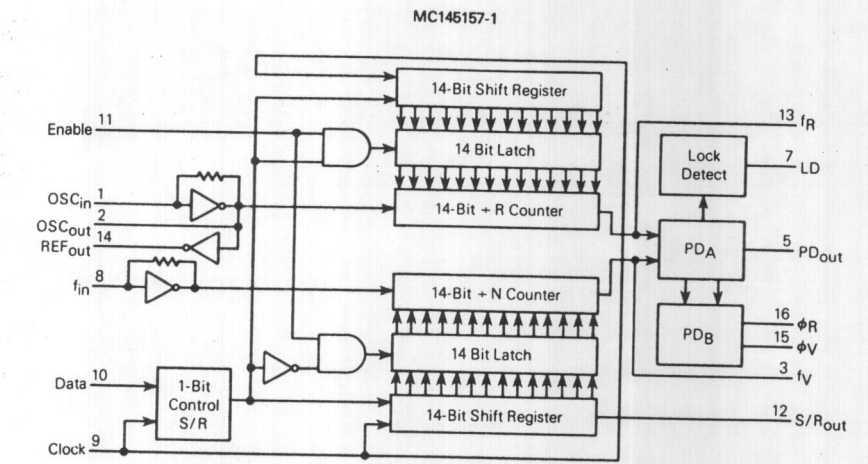 MC145157-1
14-Bit Shift Register
13 fR
Enable 11
14 Bit Latch
Lock Detect
7 LD
OSCin 1
14-Bit ÷ R Counter
OSCout 2
REFout 14
PDA
5 PDout
fin 8
14-Bit ÷ N Counter
PDB
16 ϕR
15 ϕV
14 Bit Latch
3 fV
Data 10
1-Bit Control S/R
14-Bit Shift Register
12 S/Rout
Clock 9